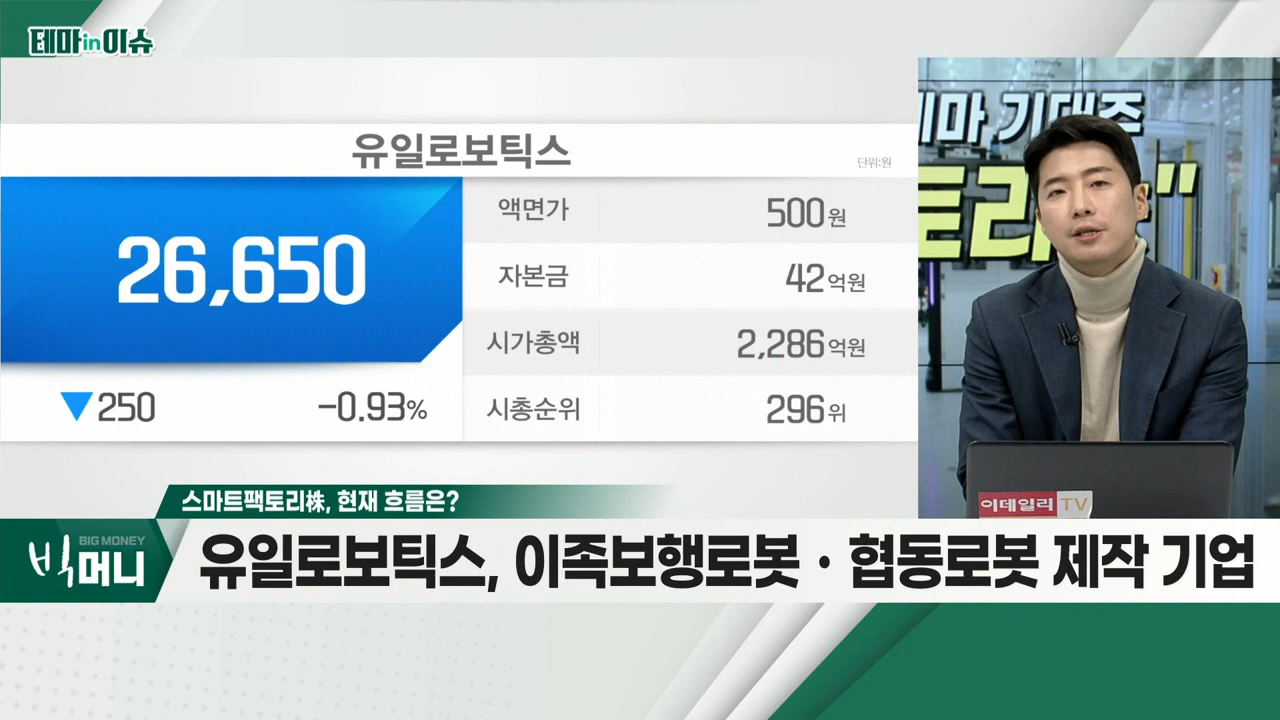 테마in이슈
유일로보틱스
단위:원
26,650
▼250 -0.93%
액면가 500원
자본금 42억원
시가총액 2,286억원
시총순위 296위
테마 기대주
이데일리TV
스마트팩토리株, 현재 흐름은?
BIG MONEY
빅머니
유일로보틱스, 이족보행로봇·협동로봇 제작 기업